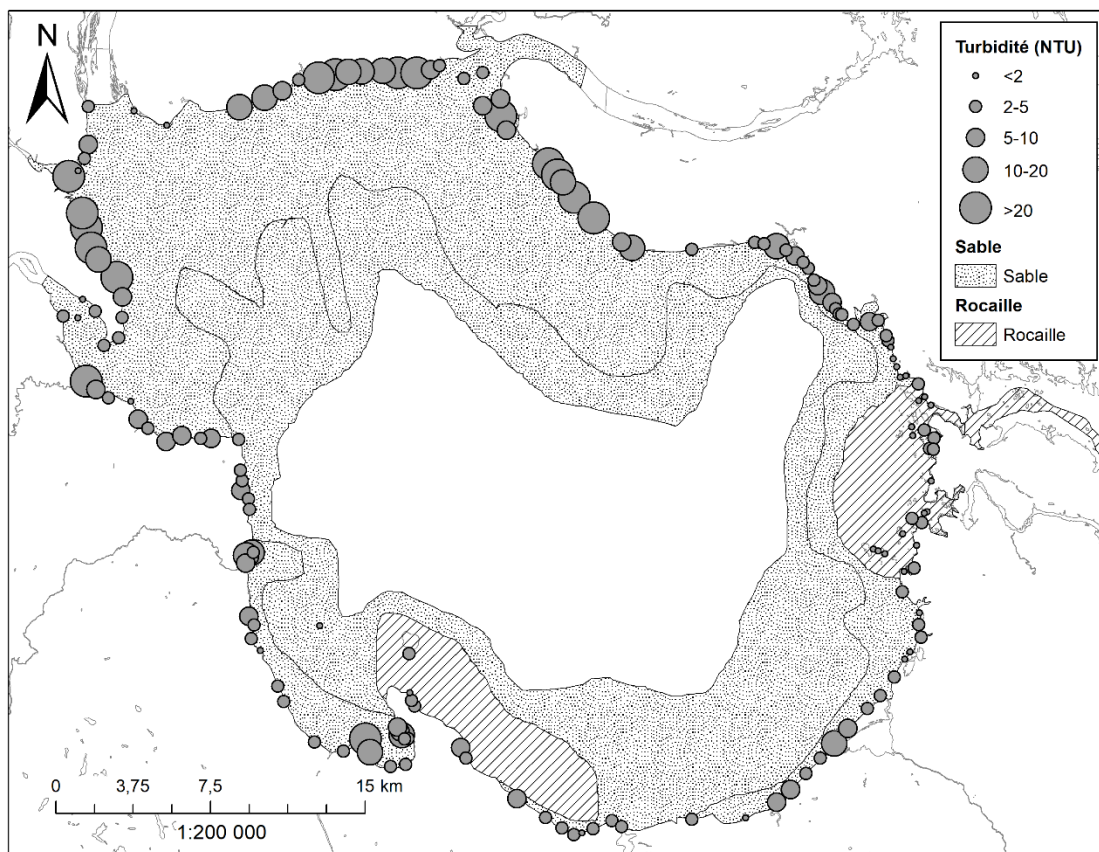 N
Turbidité (NTU)
<2
2-5
5-10
10-20
>20
Sable
Sable
Rocaille
Rocaille
0 3,75 7,5 15 km
1:200 000